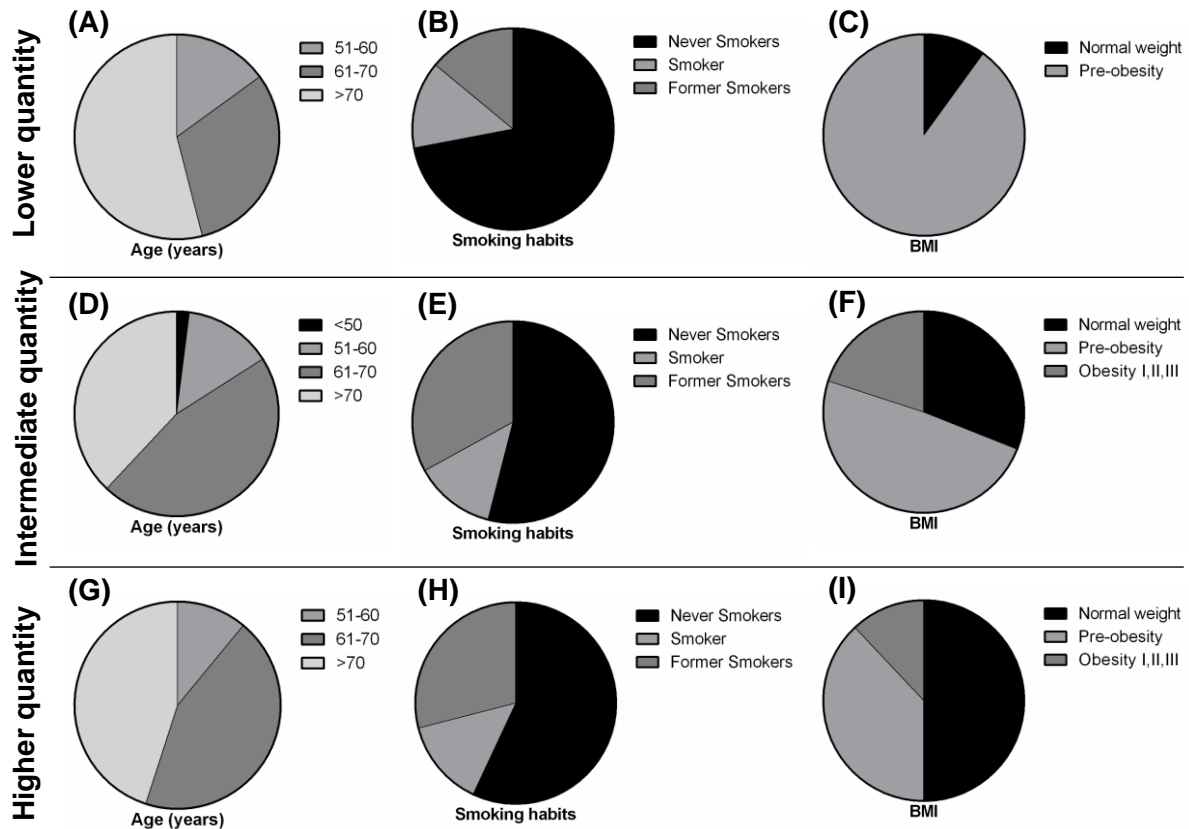 Lower quantity
(A)
51-60
61-70
>70
Age (years)
(B)
Never Smokers
Smoker
Former Smokers
Smoking habits
(C)
Normal weight
Pre-obesity
BMI
Intermediate quantity
(D)
<50
51-60
61-70
>70
Age (years)
(E)
Never Smokers
Smoker
Former Smokers
Smoking habits
(F)
Normal weight
Pre-obesity
Obesity I,II,III
BMI
Higher quantity
(G)
51-60
61-70
>70
Age (years)
(H)
Never Smokers
Smoker
Former Smokers
Smoking habits
(I)
Normal weight
Pre-obesity
Obesity I,II,III
BMI